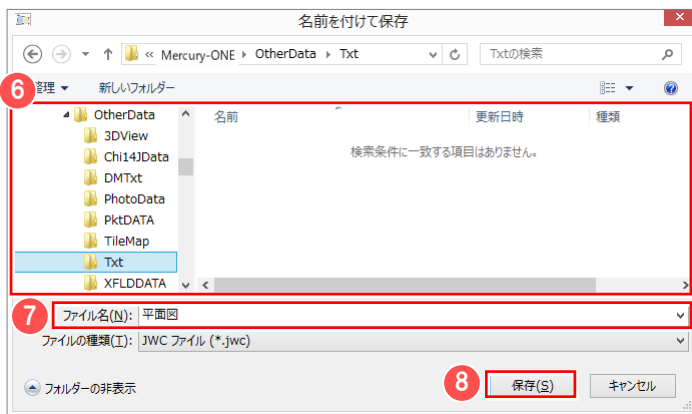 名前を付けて保存
« Mercury-ONE OtherData Txt Txtの検索
6
管理 新しいフォルダー
OtherData 名前 更新日時 種類
3DView
検索条件に一致する項目はありません。
Chi14JData
DMTxt
PhotoData
PktDATA
TileMap
Txt
XFLDDATA
7 ファイル名(N): 平面図
ファイルの種類(T): JWC ファイル (*.jwc)
フォルダーの非表示 8 保存(S) キャンセル